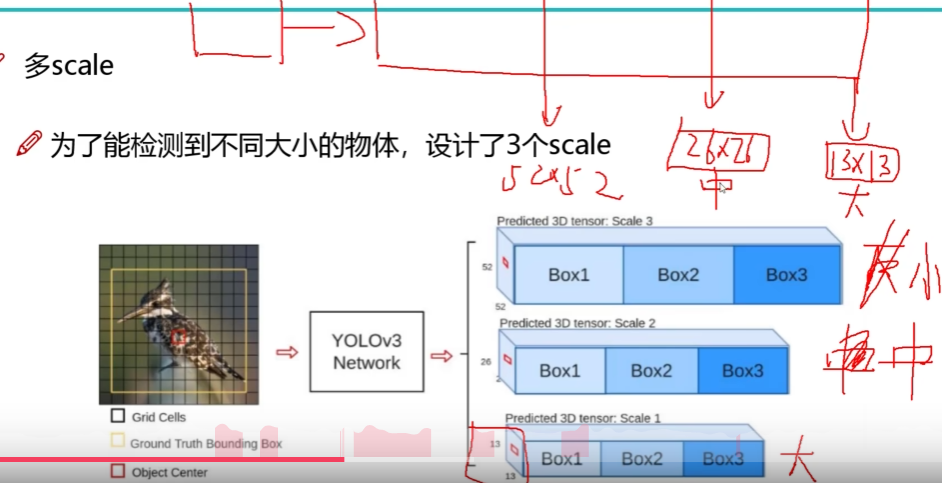 多scale
为了能检测到不同大小的物体，设计了3个scale
52x52
26x26
中
13x13
大
Predicted 3D tensor: Scale 3
52
Box1 Box2 Box3
52
小
Predicted 3D tensor: Scale 2
26
Box1 Box2 Box3
中
YOLOv3
Network
Predicted 3D tensor: Scale 1
13
Box1 Box2 Box3
13
大
Grid Cells
Ground Truth Bounding Box
Object Center